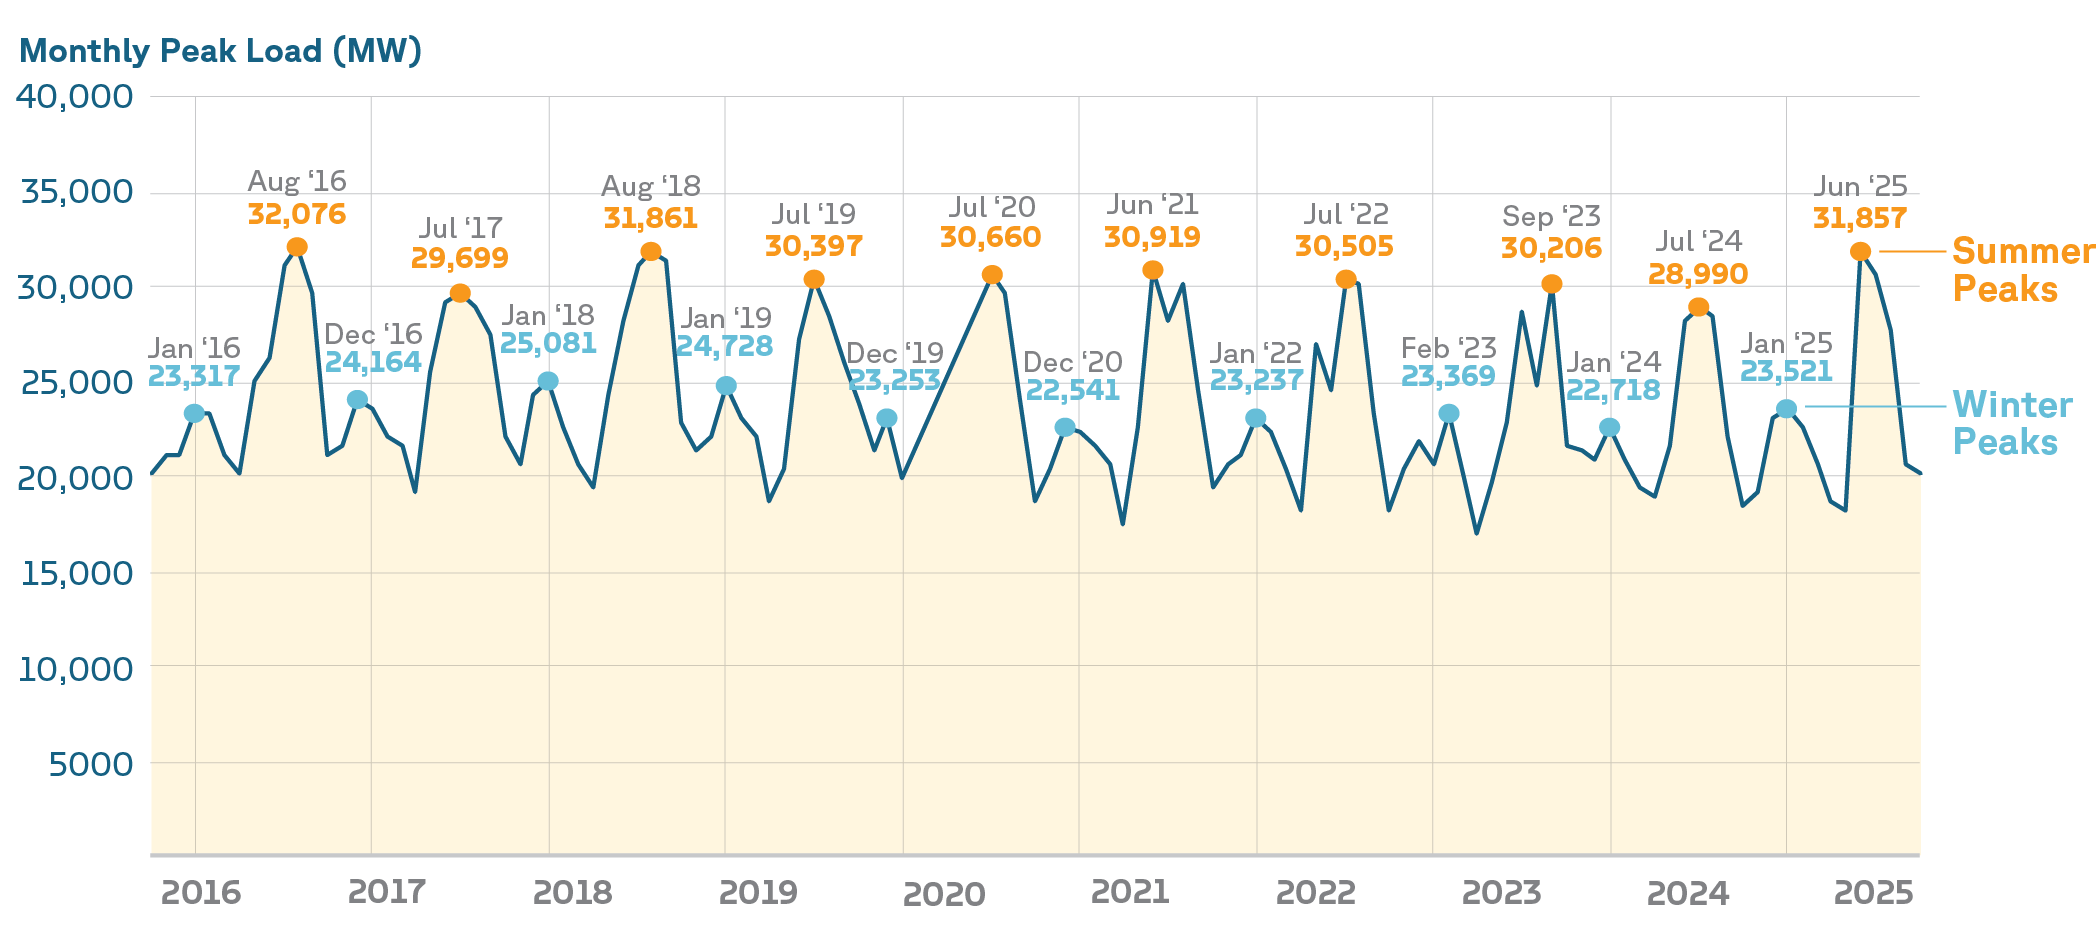 Monthly Peak Load (MW)
40,000
35,000
30,000
25,000
20,000
15,000
10,000
5000
Jan ‘16
23,317
Aug ‘16
32,076
Dec ‘16
24,164
Jul ‘17
29,699
Jan ‘18
25,081
Aug ‘18
31,861
Jan ‘19
24,728
Jul ‘19
30,397
Dec ‘19
23,253
Jul ‘20
30,660
Dec ‘20
22,541
Jun ‘21
30,919
Jan ‘22
23,237
Jul ‘22
30,505
Feb ‘23
23,369
Sep ‘23
30,206
Jan ‘24
22,718
Jul ‘24
28,990
Jan ‘25
23,521
Jun ‘25
31,857
Summer
Peaks
Winter
Peaks
2016
2017
2018
2019
2020
2021
2022
2023
2024
2025